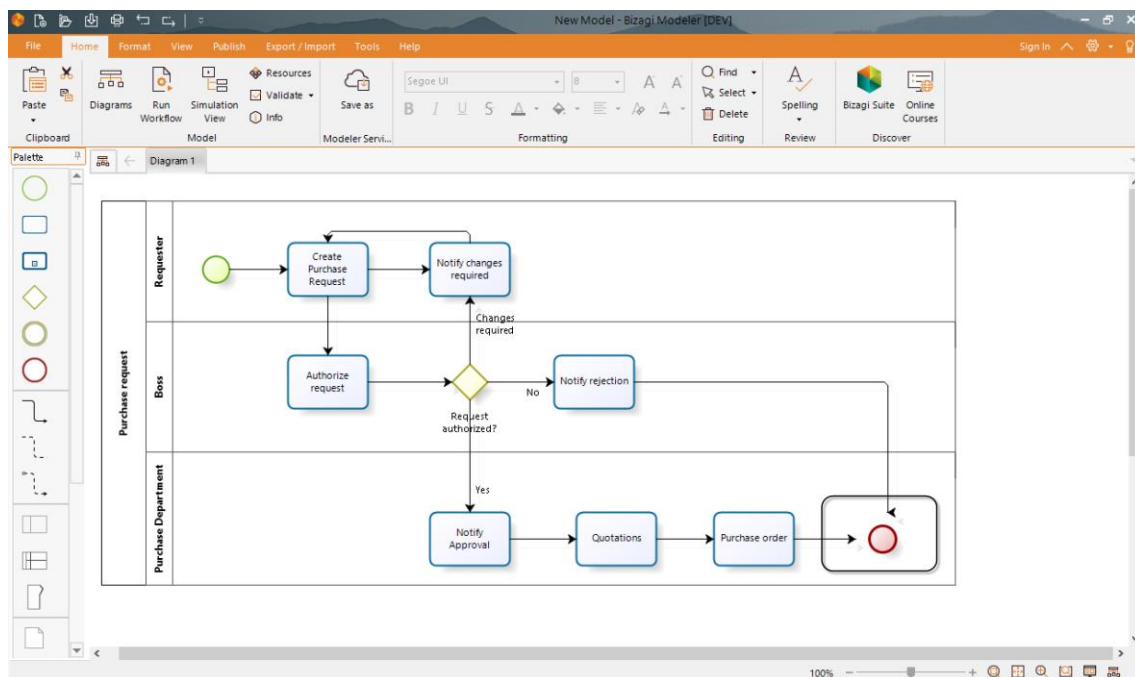 New Model - Bizagi Modeler [DEV]
File Home Format View Publish Export / Import Tools Help Sign In
Paste
Clipboard
Diagrams
Run
Workflow
Simulation
View
Resources
Validate
Info
Model
Save as
Modeler Servi...
Segoe UI 8 A A
B I U S A A
Formatting
Find
Select
Delete
Editing
Spelling
Review
Bizagi Suite
Online
Courses
Discover
Palette
Diagram 1
Purchase request
Requester
Create
Purchase
Request
Notify changes
required
Changes
required
Boss
Authorize
request
Request
authorized?
No
Notify rejection
Yes
Purchase Department
Notify
Approval
Quotations
Purchase order
100%